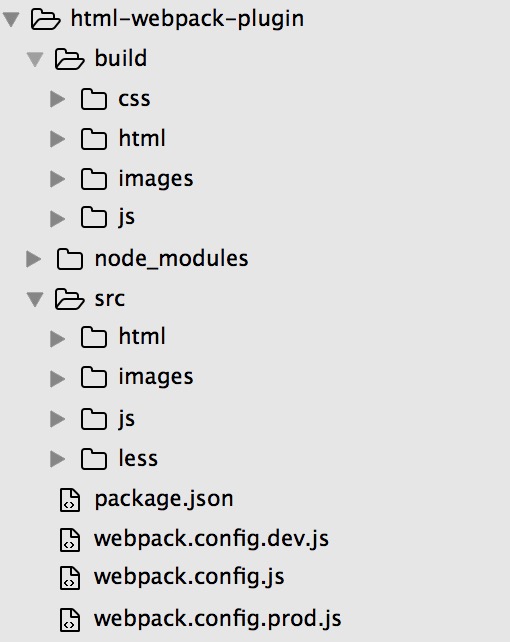 html-webpack-plugin
build
css
html
images
js
node_modules
src
html
images
js
less
package.json
webpack.config.dev.js
webpack.config.js
webpack.config.prod.js